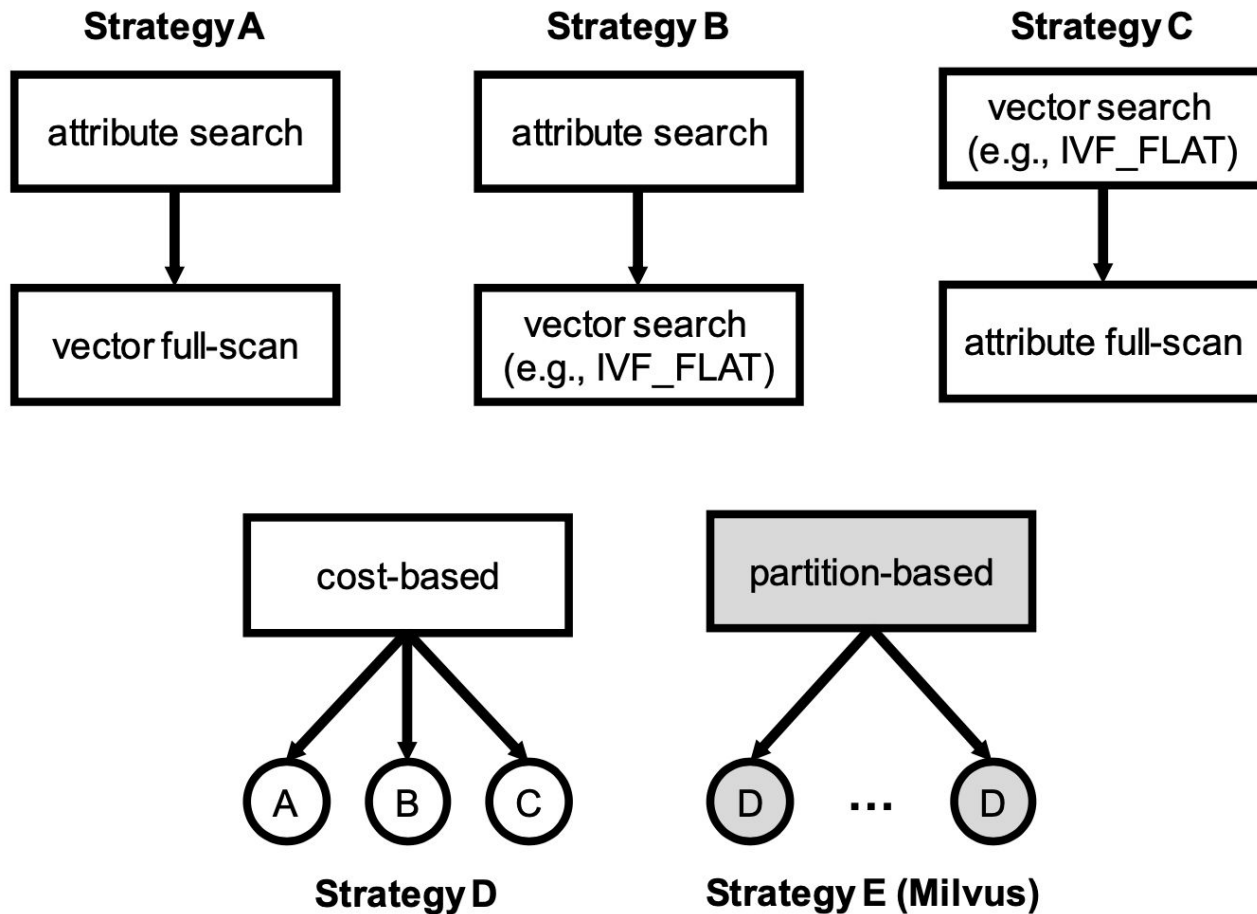 Strategy A
attribute search
vector full-scan
Strategy B
attribute search
vector search
(e.g., IVF_FLAT)
Strategy C
vector search
(e.g., IVF_FLAT)
attribute full-scan
cost-based
A
B
C
Strategy D
partition-based
D
...
D
Strategy E (Milvus)